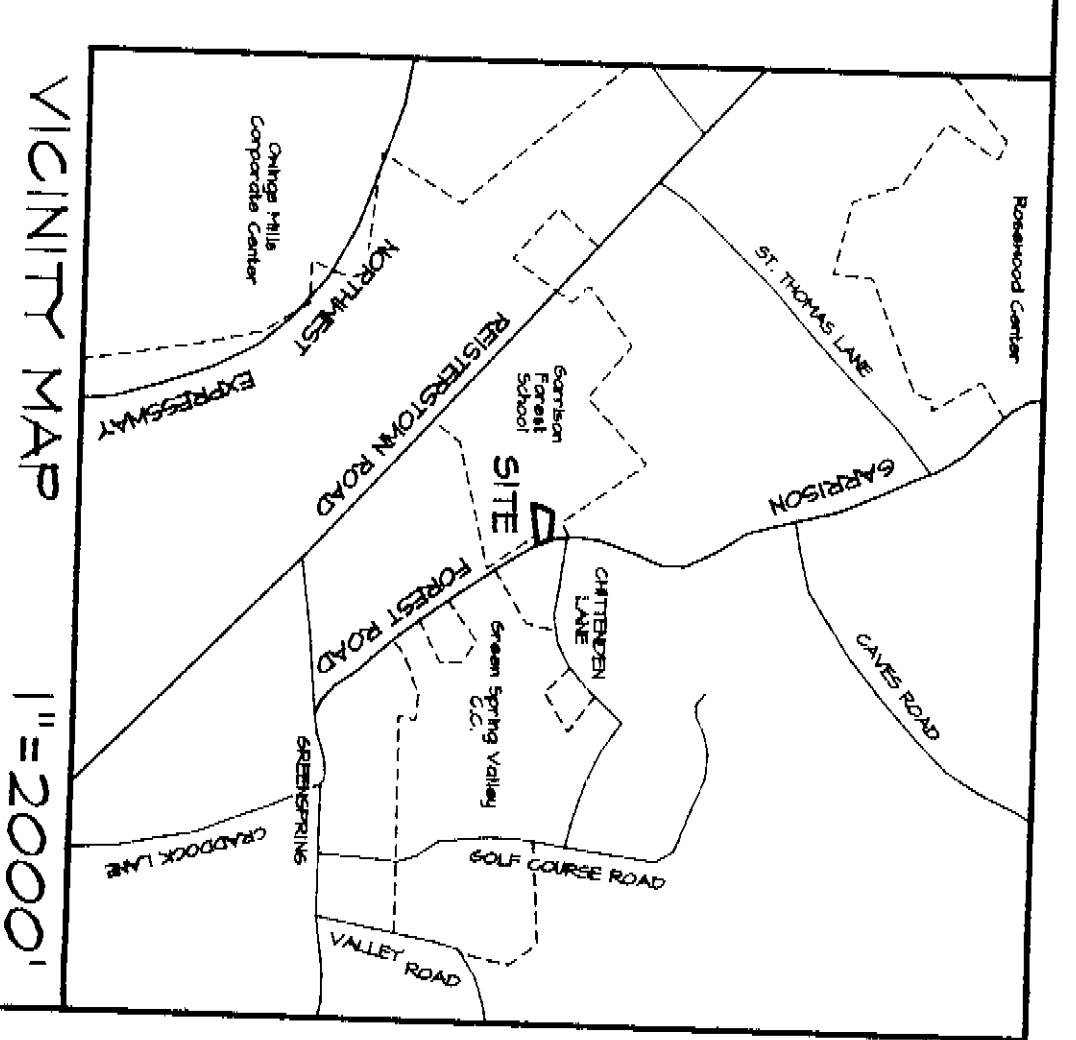 Rosewood Center
ST. THOMAS LANE
GARRISON
CAVES ROAD
Garrison
Forest
School
SITE
CHITTENDEN
LANE
REISTERSTOWN ROAD
FOREST ROAD
Green Spring Valley
C.C.
GOLF COURSE ROAD
NORTHWEST
EXPRESSWAY
Owings Mills
Corporate Center
GREENSPRING
CRADDOCK LANE
VALLEY
ROAD
VICINITY MAP 1"=2000'